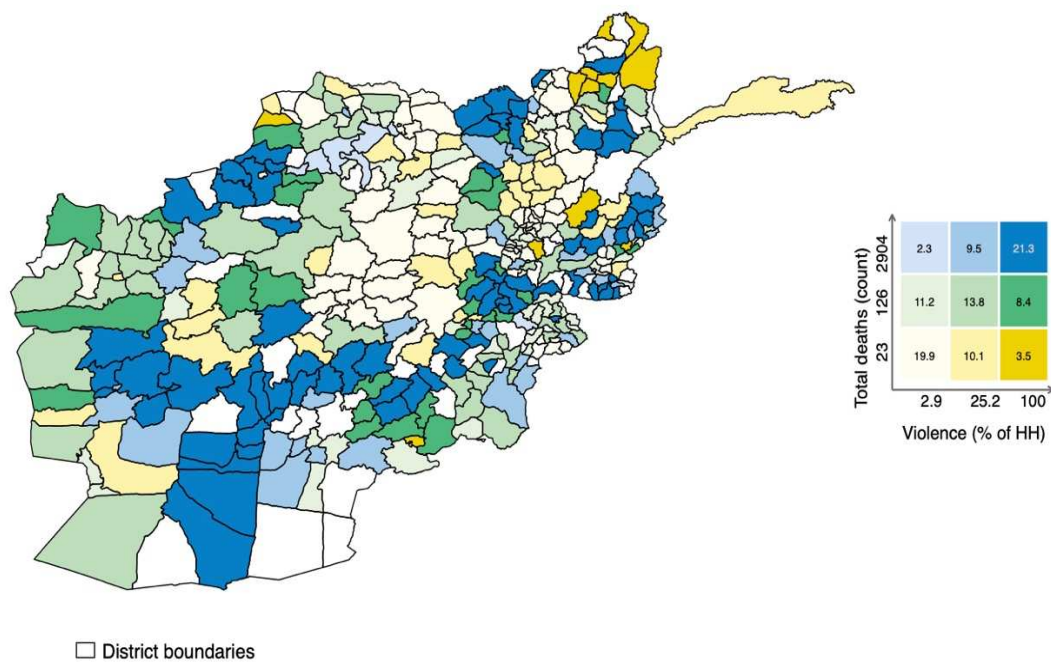 Total deaths (count)
2904
126
23
2.3 9.5 21.3
11.2 13.8 8.4
19.9 10.1 3.5
2.9 25.2 100
Violence (% of HH)
District boundaries